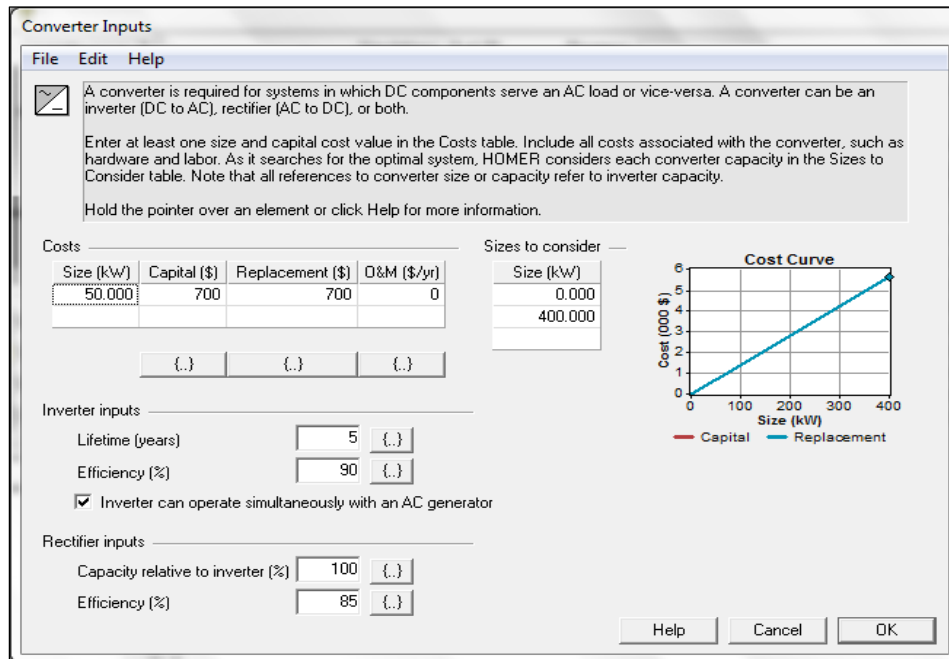 Converter Inputs
File Edit Help
A converter is required for systems in which DC components serve an AC load or vice-versa. A converter can be an
inverter (DC to AC), rectifier (AC to DC), or both.
Enter at least one size and capital cost value in the Costs table. Include all costs associated with the converter, such as
hardware and labor. As it searches for the optimal system, HOMER considers each converter capacity in the Sizes to
Consider table. Note that all references to converter size or capacity refer to inverter capacity.
Hold the pointer over an element or click Help for more information.
Costs
Size (kW) Capital ($) Replacement ($) O&M ($/yr)
50.000 700 700 0
{..} {..} {..}
Sizes to consider
Size (kW)
0.000
400.000
Cost Curve
Cost (000 $)
6
5
4
3
2
1
0
0 100 200 300 400
Size (kW)
Capital Replacement
Inverter inputs
Lifetime (years) 5 {..}
Efficiency (%) 90 {..}
Inverter can operate simultaneously with an AC generator
Rectifier inputs
Capacity relative to inverter (%) 100 {..}
Efficiency (%) 85 {..}
Help Cancel OK